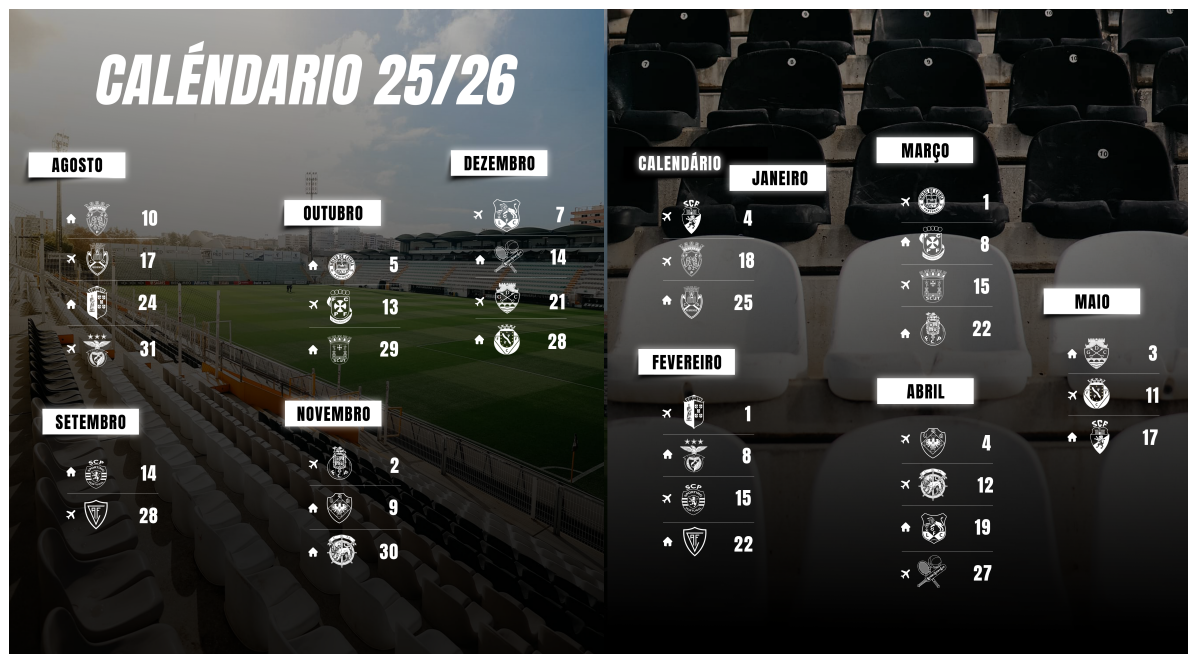 CALÉNDARIO 25/26
AGOSTO
10
17
24
31
SETEMBRO
14
28
OUTUBRO
5
13
29
NOVEMBRO
2
9
30
DEZEMBRO
7
14
21
28
CALENDÁRIO
JANEIRO
SCP
4
18
25
FEVEREIRO
1
8
SCP
15
22
MARÇO
1
8
15
22
ABRIL
4
12
19
27
MAIO
3
11
SCP
17